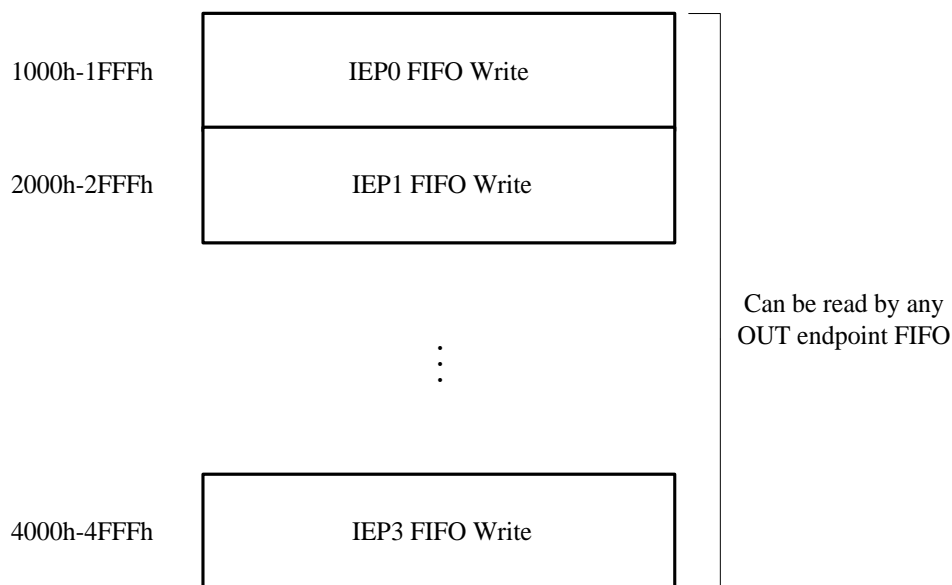 1000h-1FFFh
IEP0 FIFO Write
2000h-2FFFh
IEP1 FIFO Write
Can be read by any
OUT endpoint FIFO
4000h-4FFFh
IEP3 FIFO Write